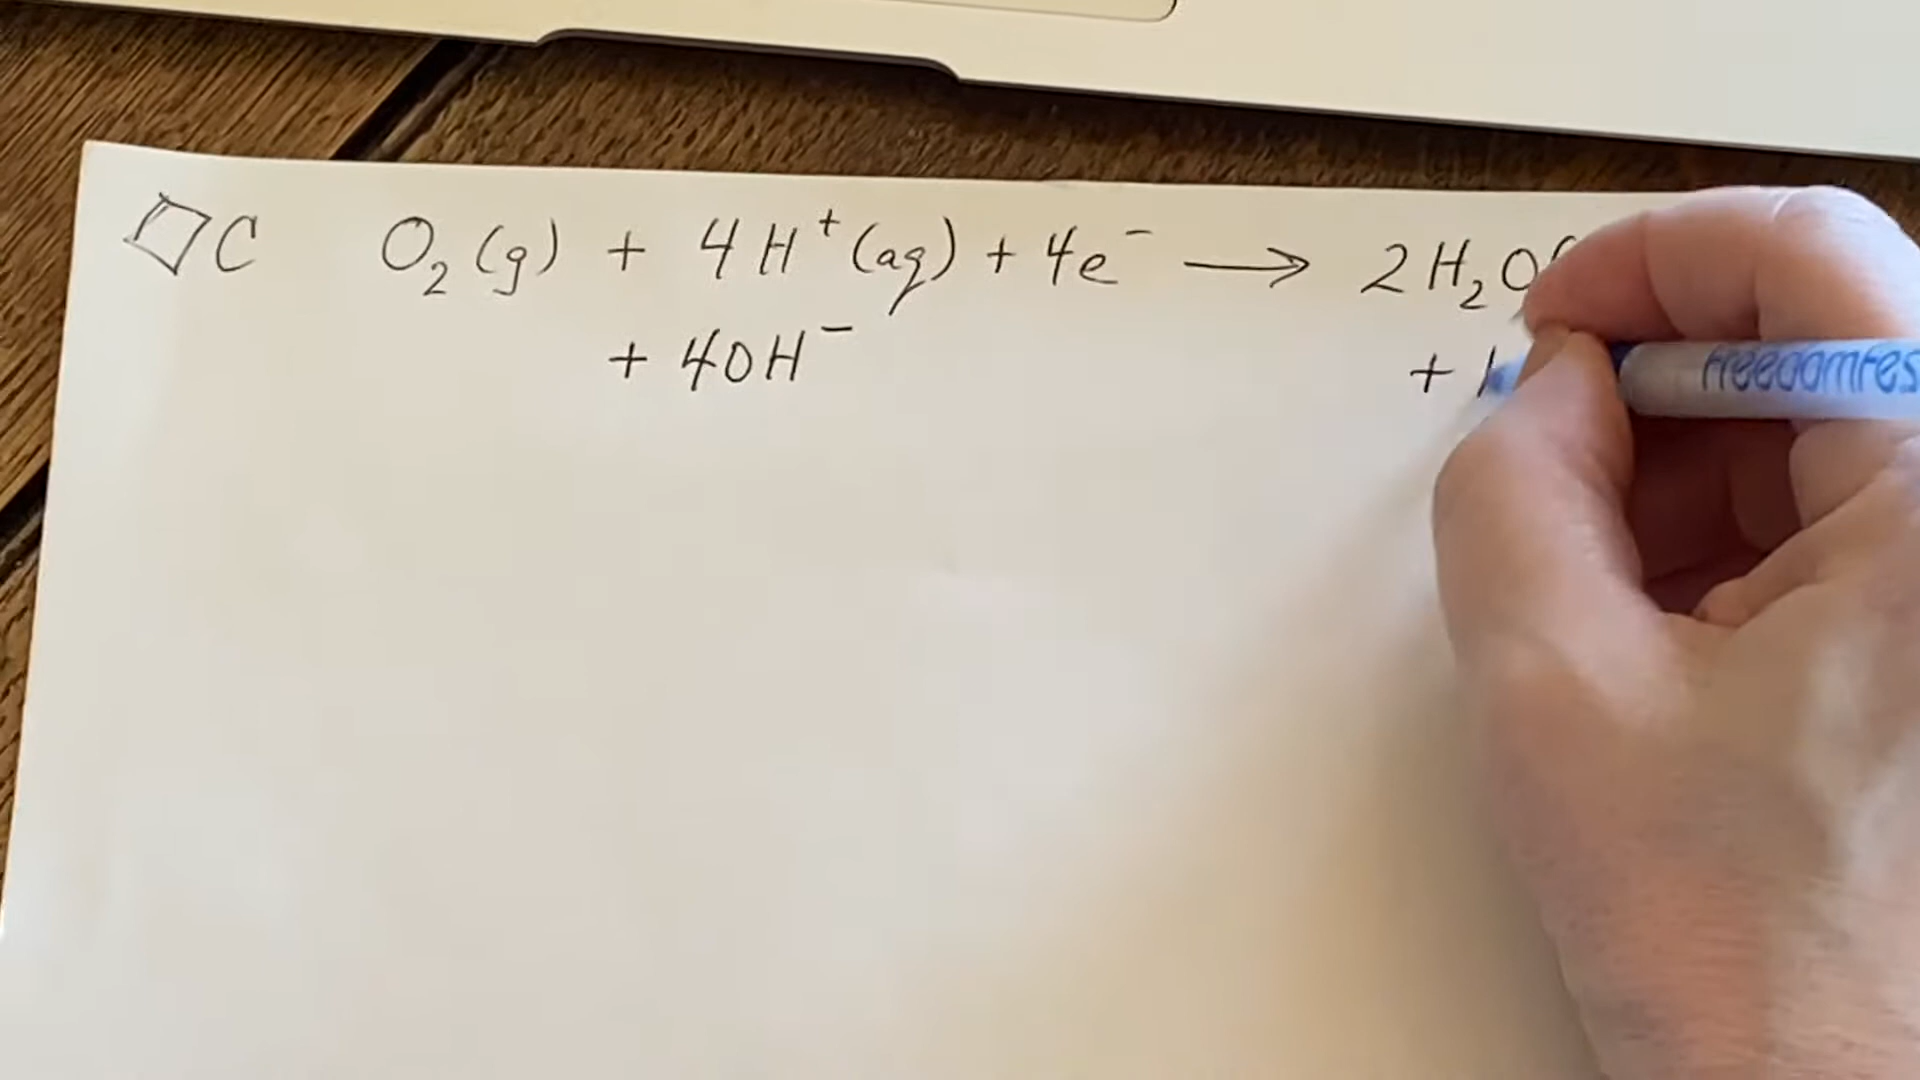 C O₂(g) + 4H⁺(aq) + 4e⁻ → 2H₂O(
+ 4OH⁻ +
FreedomFes